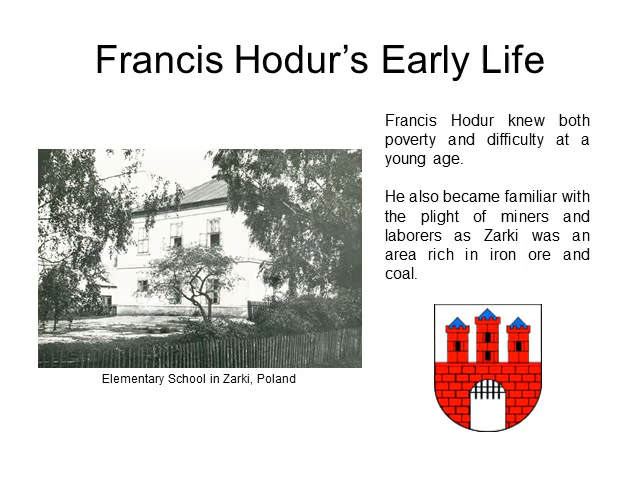 Francis Hodur’s Early Life
Francis Hodur knew both
poverty and difficulty at a
young age.
He also became familiar with
the plight of miners and
laborers as Zarki was an
area rich in iron ore and
coal.
Elementary School in Zarki, Poland